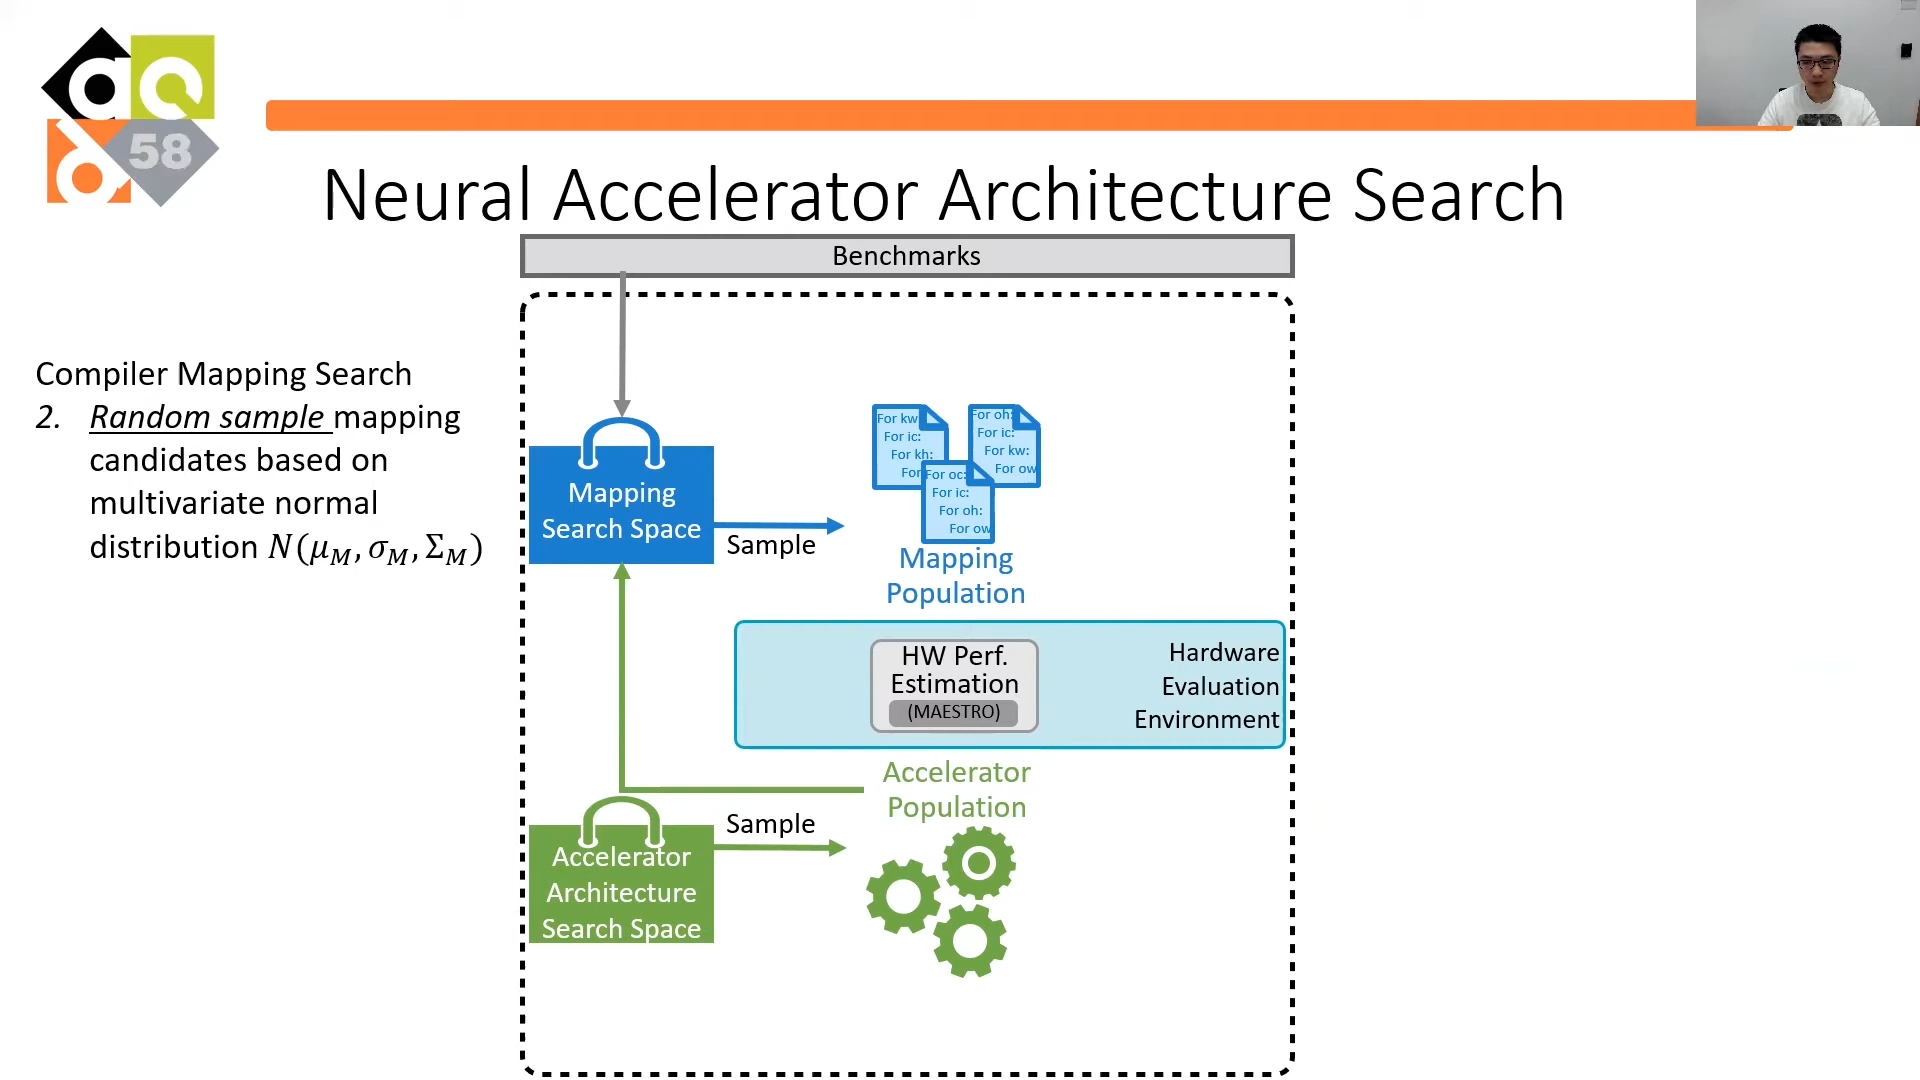 58
Neural Accelerator Architecture Search
Benchmarks
Compiler Mapping Search
2. Random sample mapping
candidates based on
multivariate normal
distribution N(μ_M, σ_M, Σ_M)
Mapping
Search Space
Sample
For kw
For ic:
For kh:
For
For oh:
For ic:
For kw:
For ow
For oc:
For ic:
For oh:
For ow
Mapping
Population
HW Perf.
Estimation
(MAESTRO)
Hardware
Evaluation
Environment
Accelerator
Population
Sample
Accelerator
Architecture
Search Space